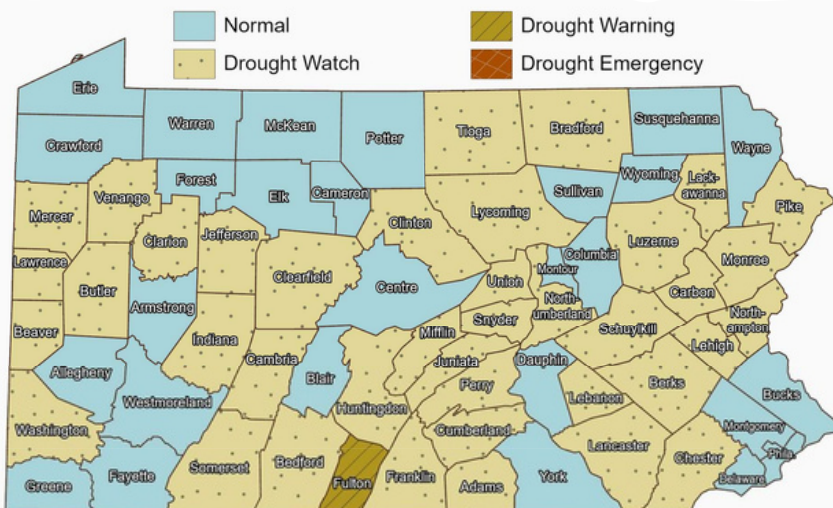 Normal
Drought Warning
Drought Watch
Drought Emergency
Erie
Crawford
Warren
McKean
Potter
Tioga
Bradford
Susquehanna
Wayne
Forest
Elk
Cameron
Sullivan
Wyoming
Lack-
awanna
Mercer
Venango
Clarion
Jefferson
Clinton
Lycoming
Pike
Lawrence
Butler
Clearfield
Centre
Union
Montour
Columbia
Luzerne
Monroe
Armstrong
Beaver
Indiana
Cambria
Blair
Mifflin
Snyder
North-
umberland
Schuylkill
Carbon
North-
ampton
Lehigh
Allegheny
Westmoreland
Huntingdon
Juniata
Perry
Dauphin
Lebanon
Berks
Bucks
Washington
Somerset
Bedford
Cumberland
Lancaster
Montgomery
Chester
Phila.
Delaware
Greene
Fayette
Fulton
Franklin
Adams
York